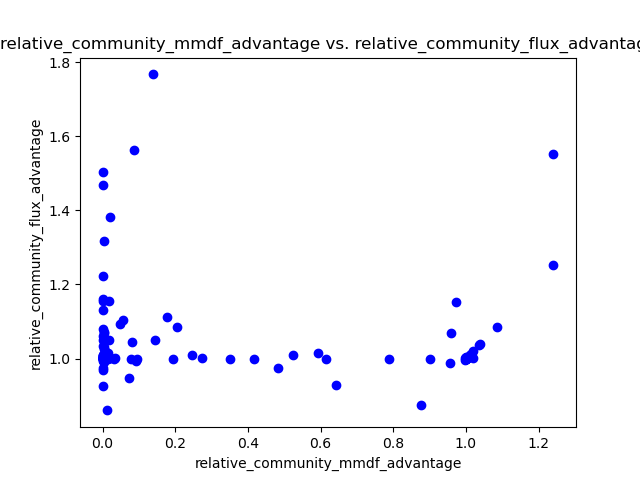 relative_community_mmdf_advantage vs. relative_community_flux_advantag
1.8
1.6
1.4
1.2
1.0
relative_community_flux_advantage
0.0 0.2 0.4 0.6 0.8 1.0 1.2
relative_community_mmdf_advantage